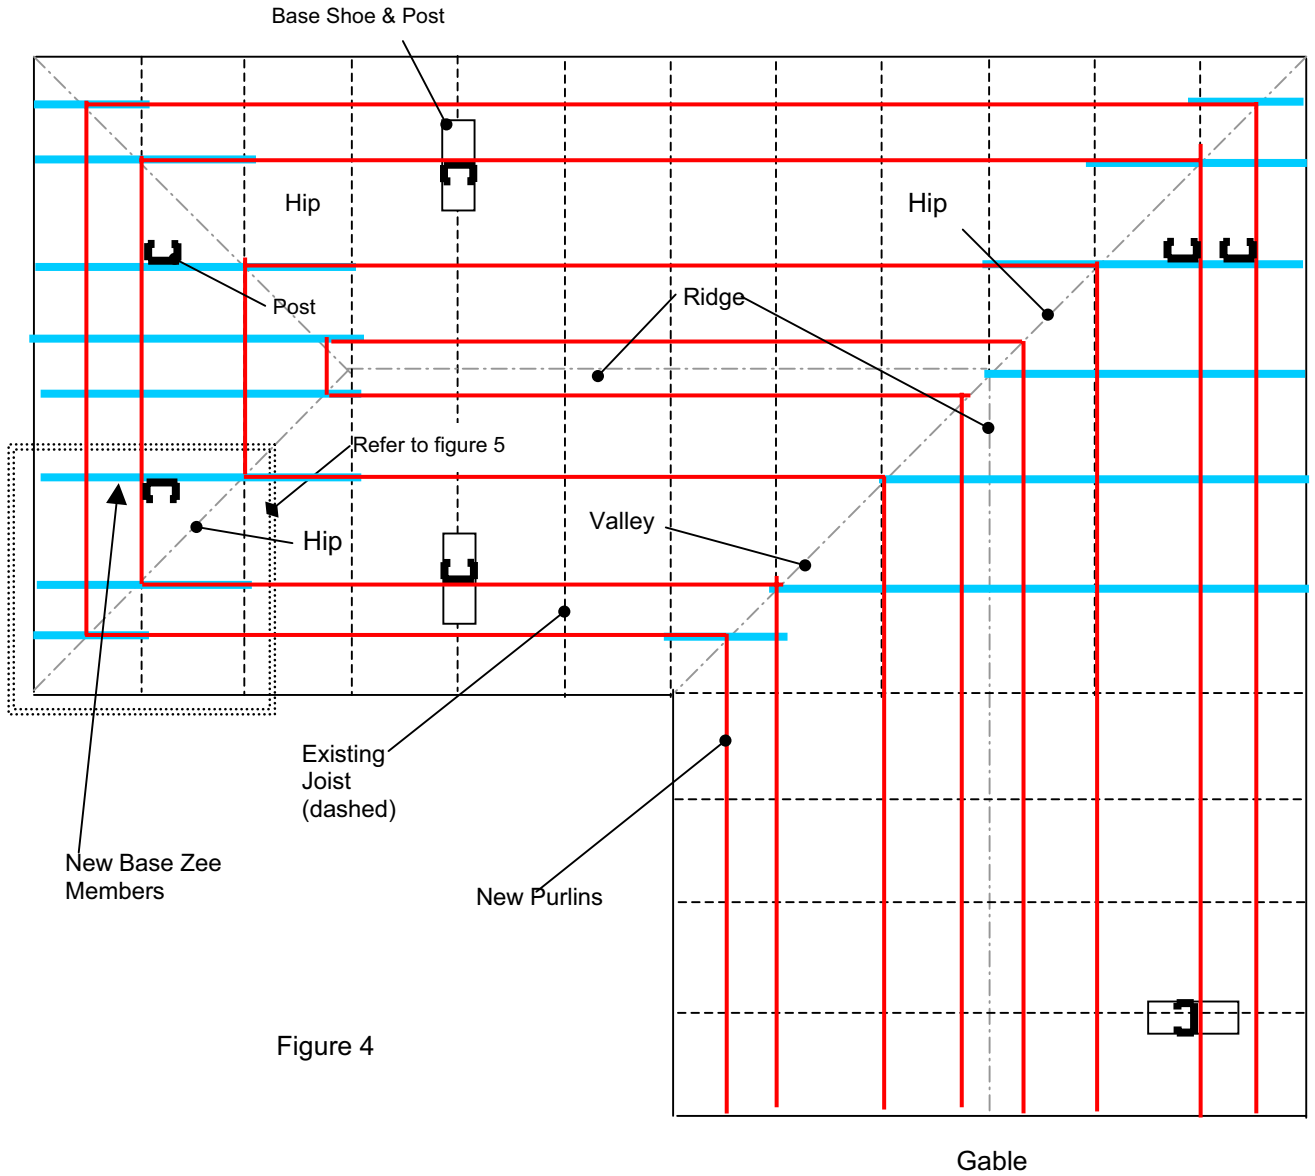 Base Shoe & Post
Hip
Hip
Post
Ridge
Refer to figure 5
Valley
Hip
Existing
Joist
(dashed)
New Base Zee
Members
New Purlins
Figure 4
Gable